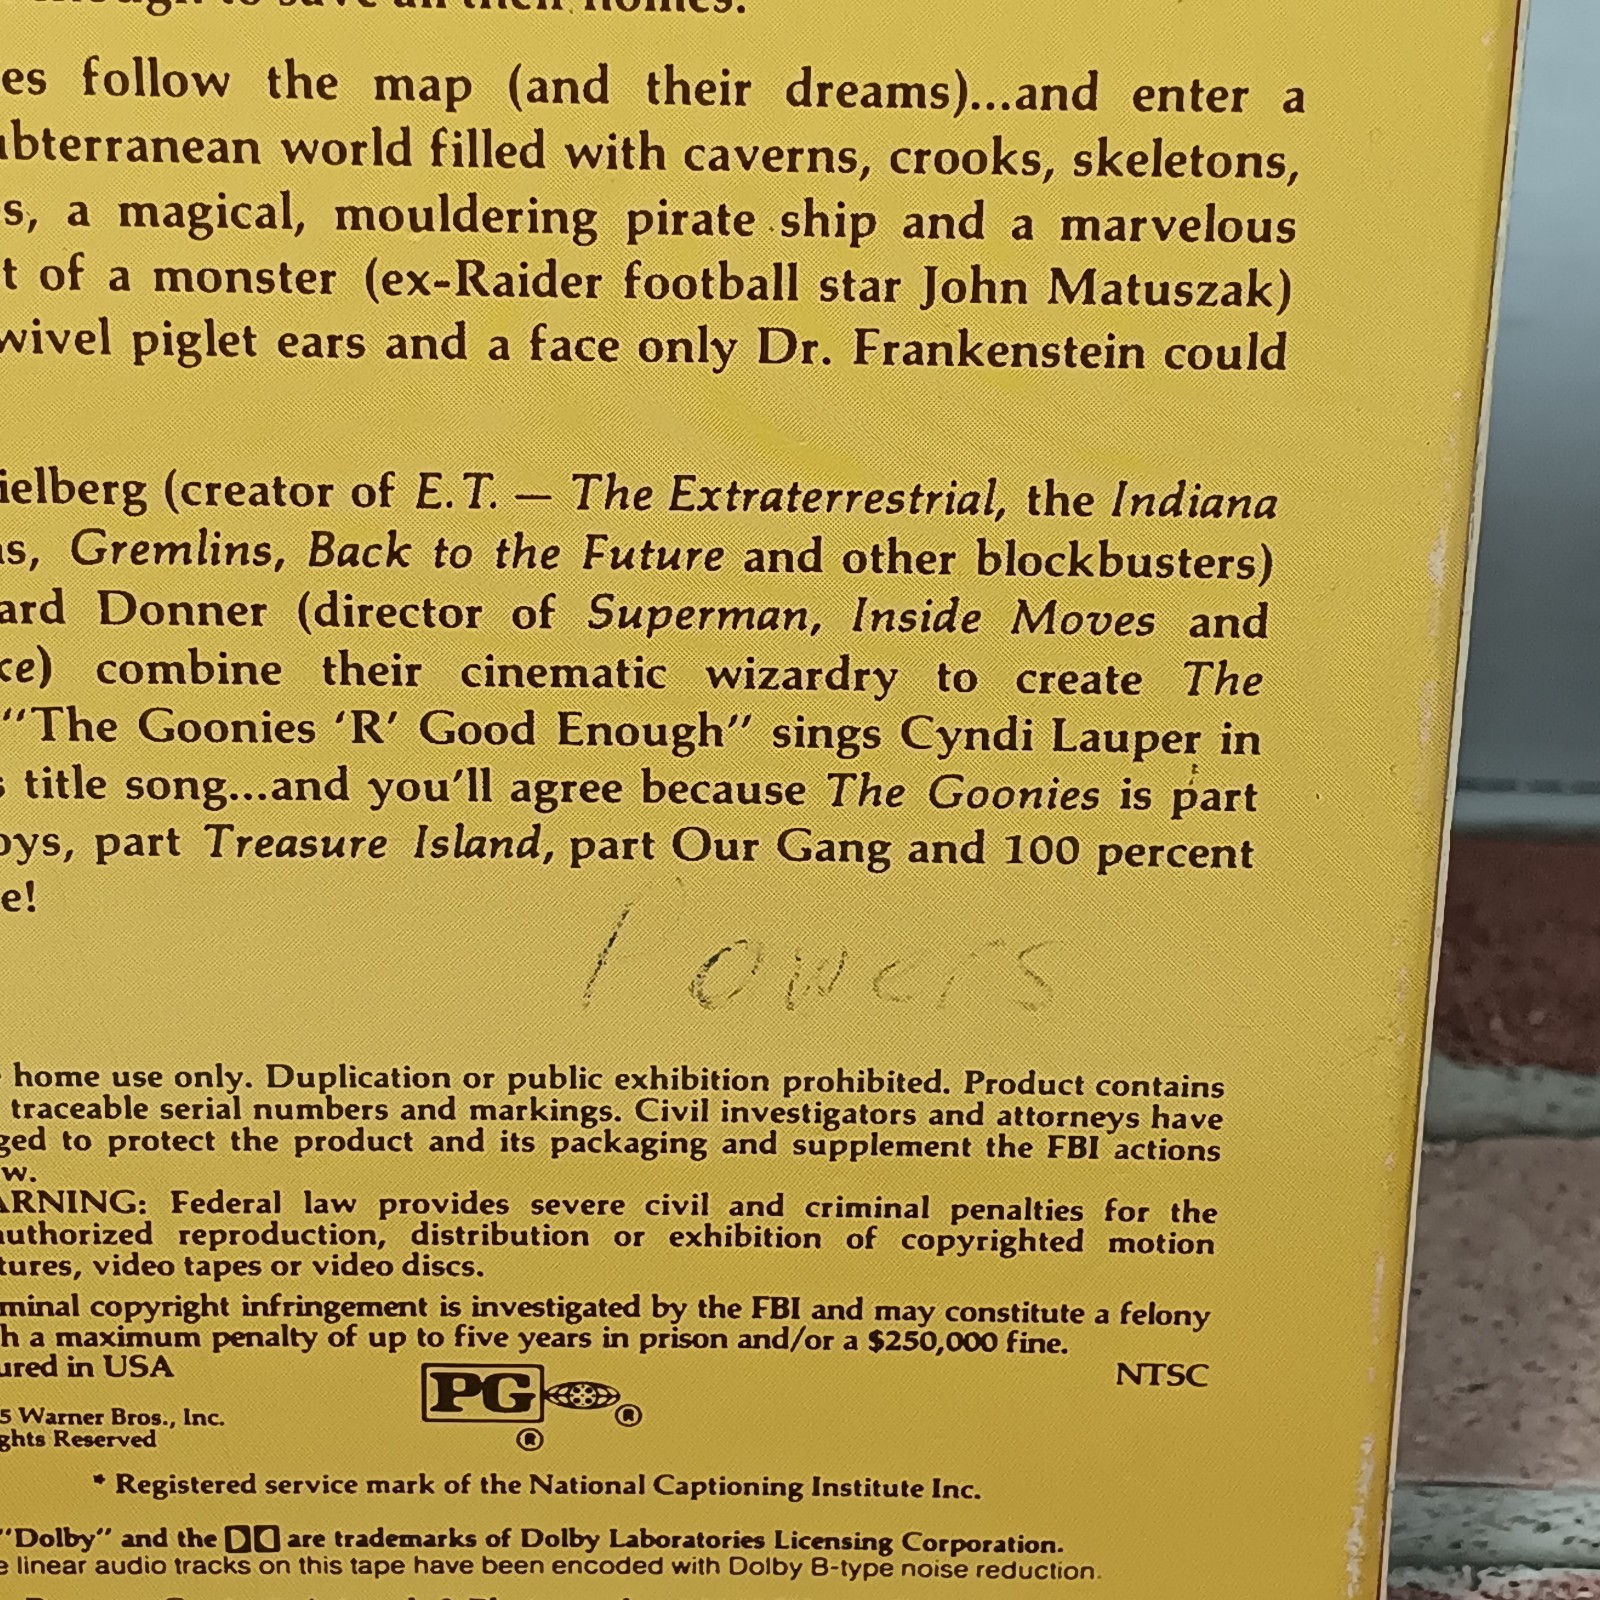 to save all their homes.
es follow the map (and their dreams)...and enter a
ubterranean world filled with caverns, crooks, skeletons,
s, a magical, mouldering pirate ship and a marvelous
t of a monster (ex-Raider football star John Matuszak)
wivel piglet ears and a face only Dr. Frankenstein could
ielberg (creator of E.T. — The Extraterrestrial, the Indiana
s, Gremlins, Back to the Future and other blockbusters)
ard Donner (director of Superman, Inside Moves and
ke) combine their cinematic wizardry to create The
"The Goonies 'R' Good Enough" sings Cyndi Lauper in
s title song...and you'll agree because The Goonies is part
oys, part Treasure Island, part Our Gang and 100 percent
e!
Powers
home use only. Duplication or public exhibition prohibited. Product contains
traceable serial numbers and markings. Civil investigators and attorneys have
ged to protect the product and its packaging and supplement the FBI actions
w.
ARNING: Federal law provides severe civil and criminal penalties for the
authorized reproduction, distribution or exhibition of copyrighted motion
tures, video tapes or video discs.
minal copyright infringement is investigated by the FBI and may constitute a felony
h a maximum penalty of up to five years in prison and/or a $250,000 fine.
ured in USA
PG ®
®
NTSC
5 Warner Bros., Inc.
ghts Reserved
* Registered service mark of the National Captioning Institute Inc.
"Dolby" and the are trademarks of Dolby Laboratories Licensing Corporation.
e linear audio tracks on this tape have been encoded with Dolby B-type noise reduction.